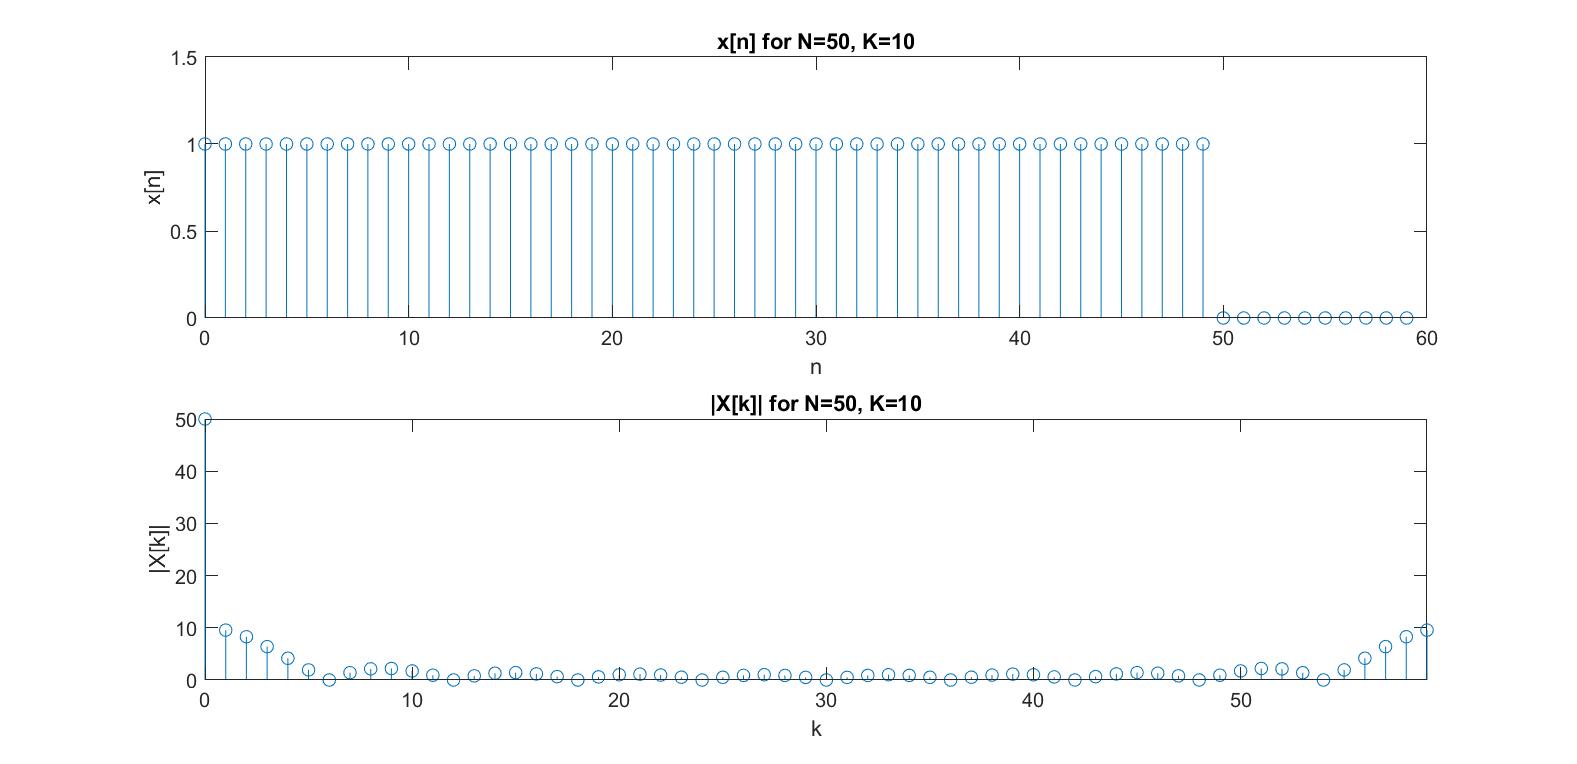 x[n] for N=50, K=10
1.5
1
0.5
0
x[n]
0 10 20 30 40 50 60
n
|X[k]| for N=50, K=10
50
40
30
20
10
0
|X[k]|
0 10 20 30 40 50
k